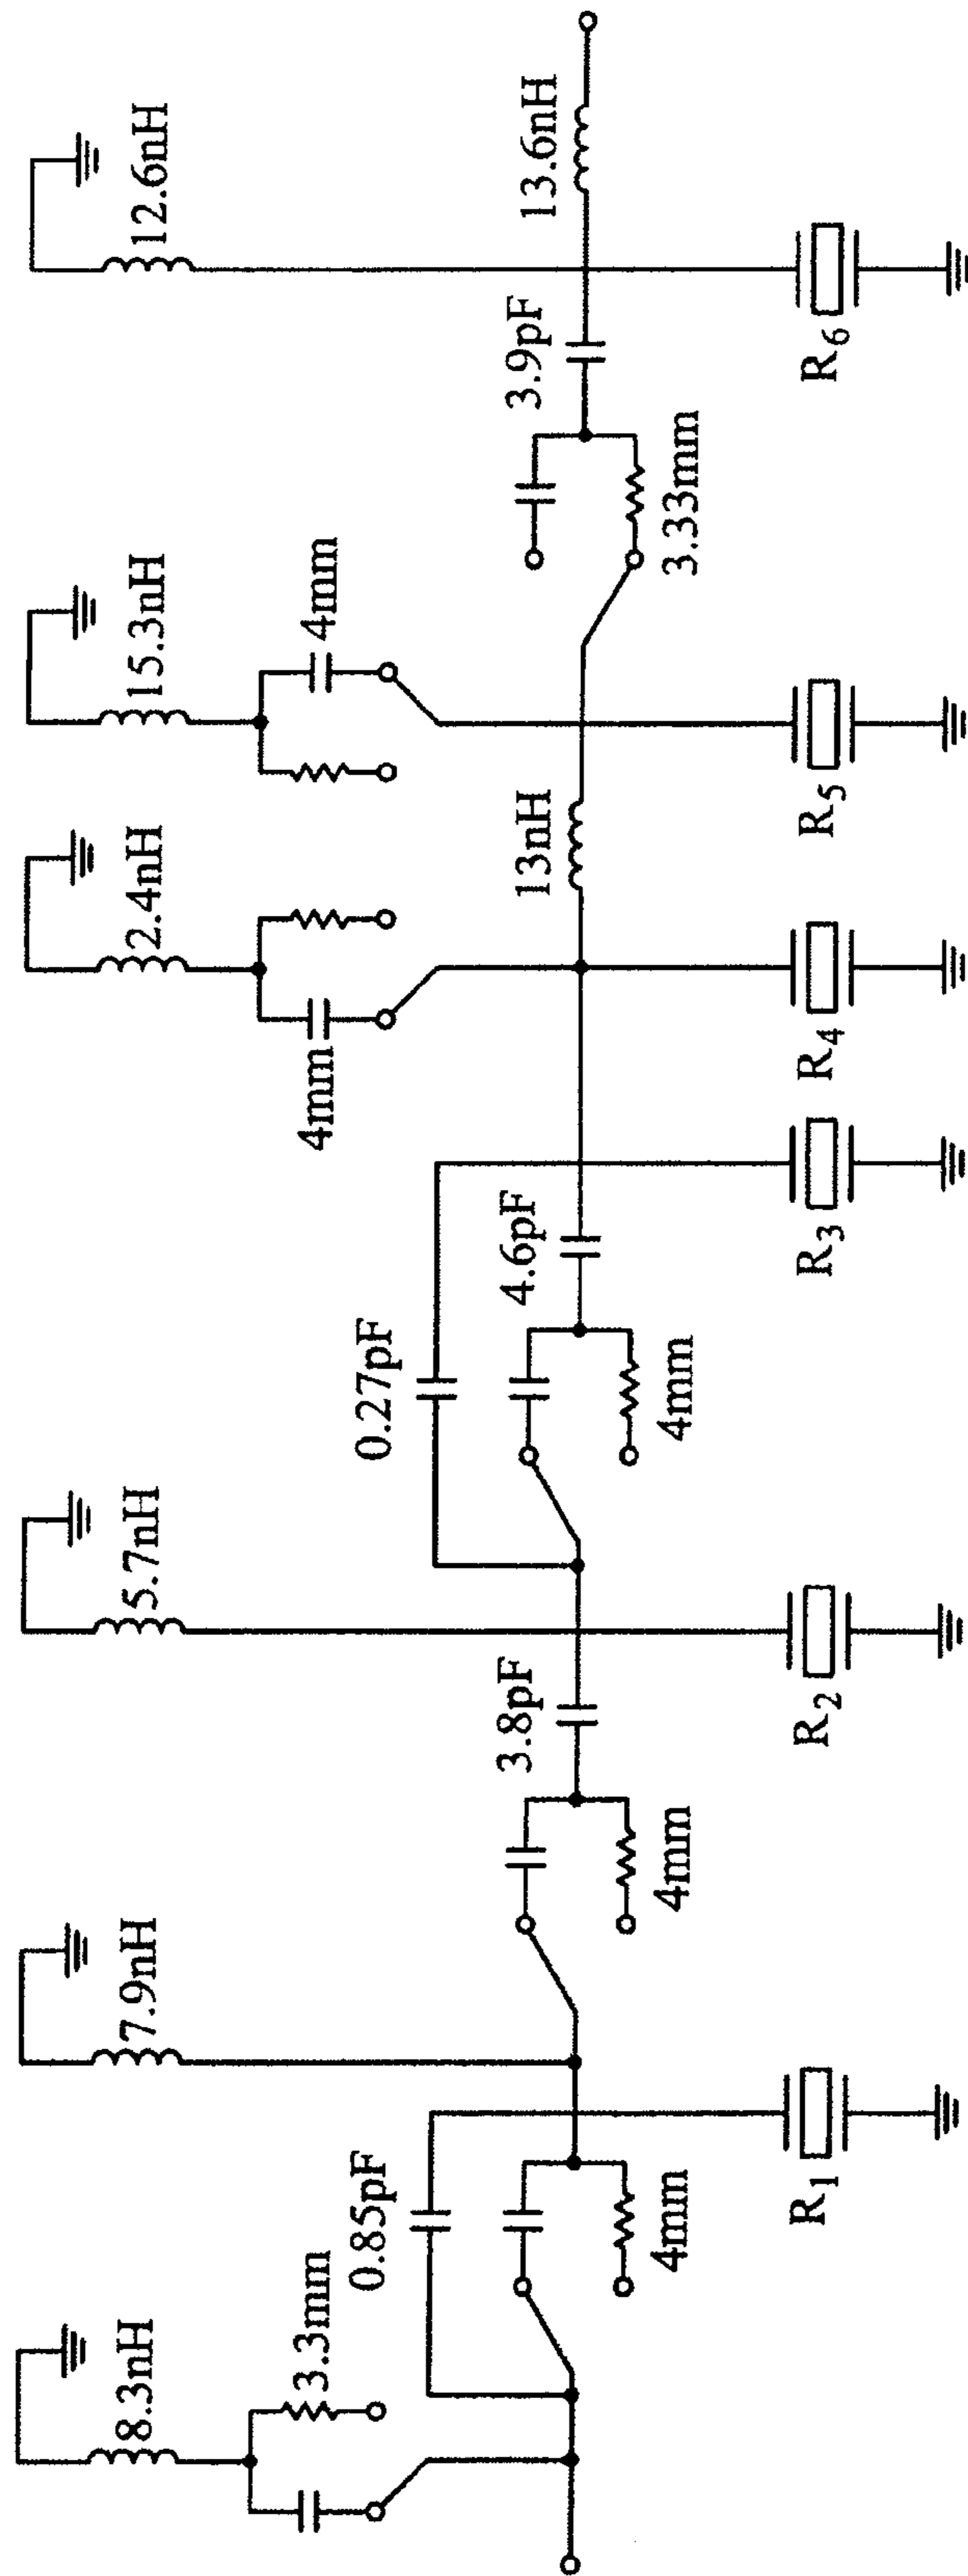 8.3nH
3.3mm
0.85pF
4mm
R1
7.9nH
4mm
3.8pF
R2
5.7nH
0.27pF
4mm
4.6pF
R3
4mm
2.4nH
R4
13nH
15.3nH
4mm
R5
3.33mm
3.9pF
12.6nH
R6
13.6nH